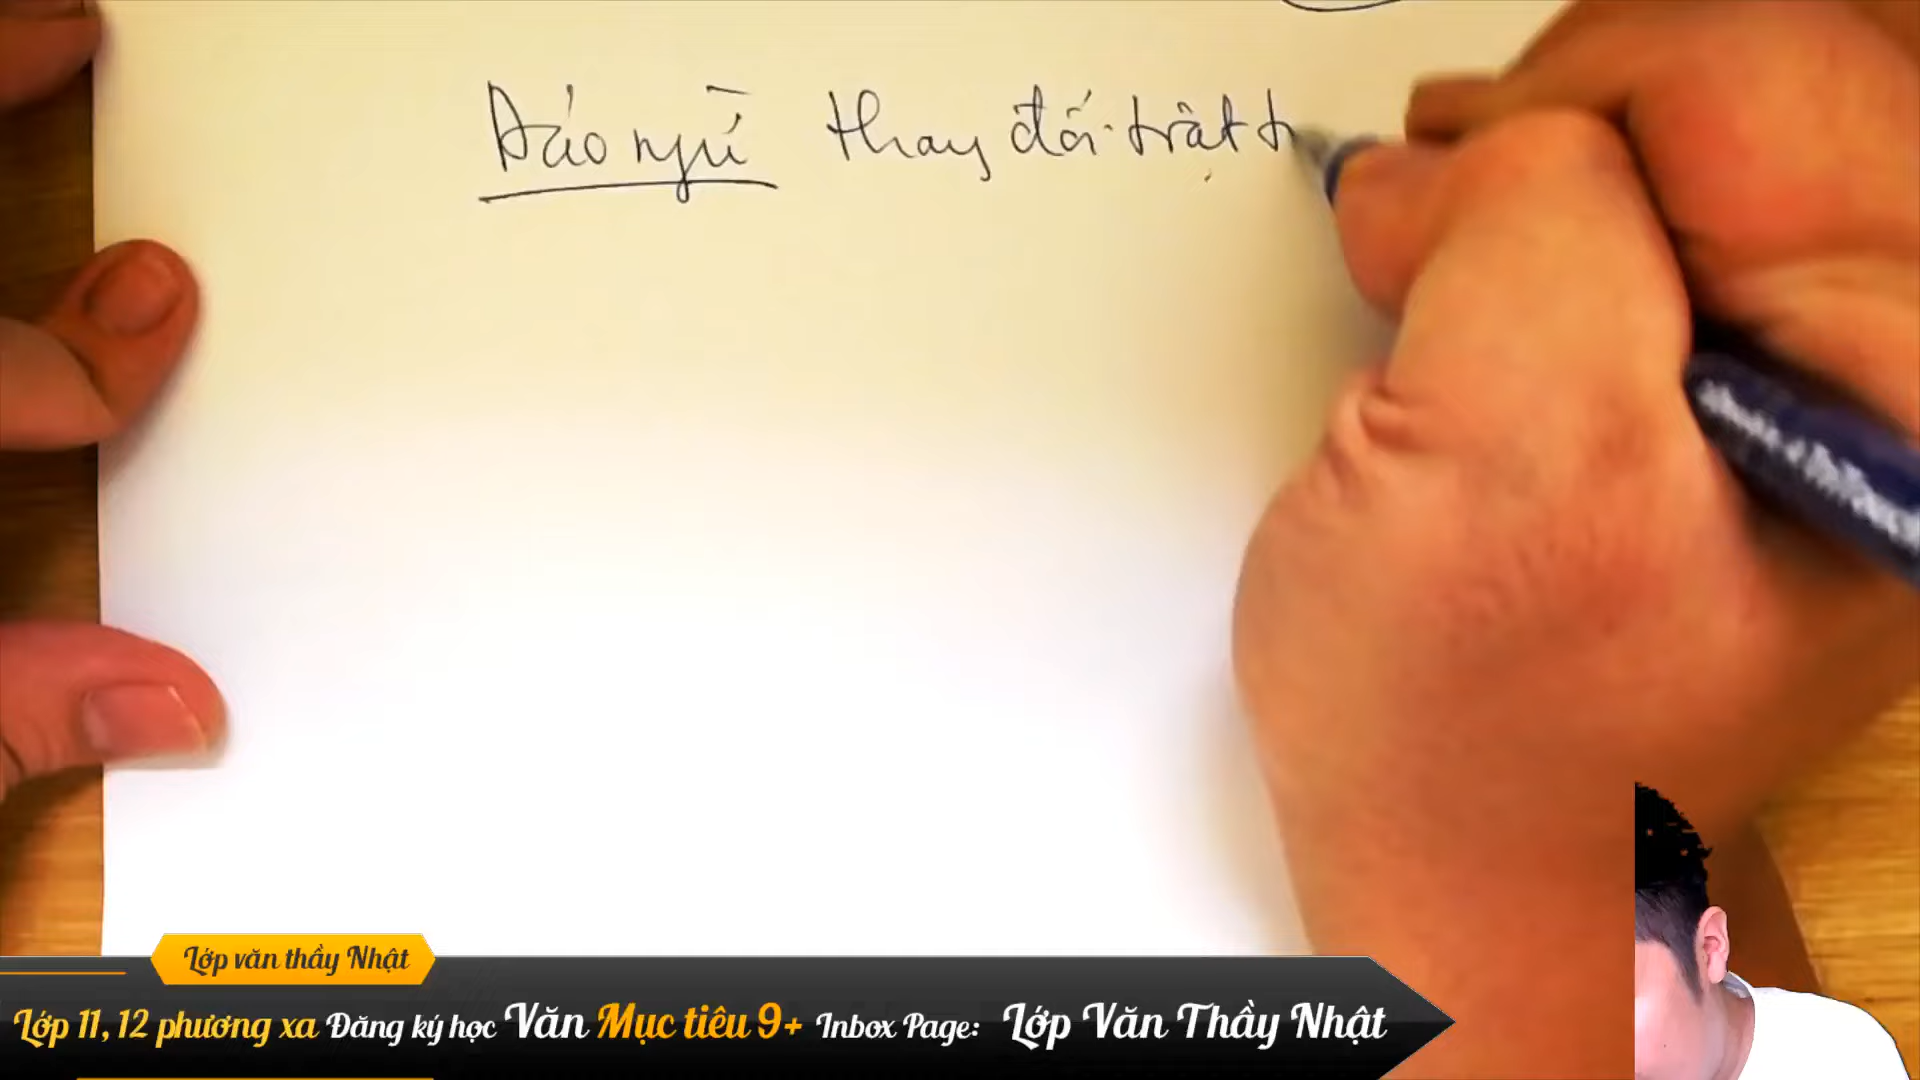 Đảo ngữ thay đổi trật t
Lớp văn thầy Nhật
Lớp 11, 12 phương xa Đăng ký học Văn Mục tiêu 9+ Inbox Page: Lớp Văn Thầy Nhật